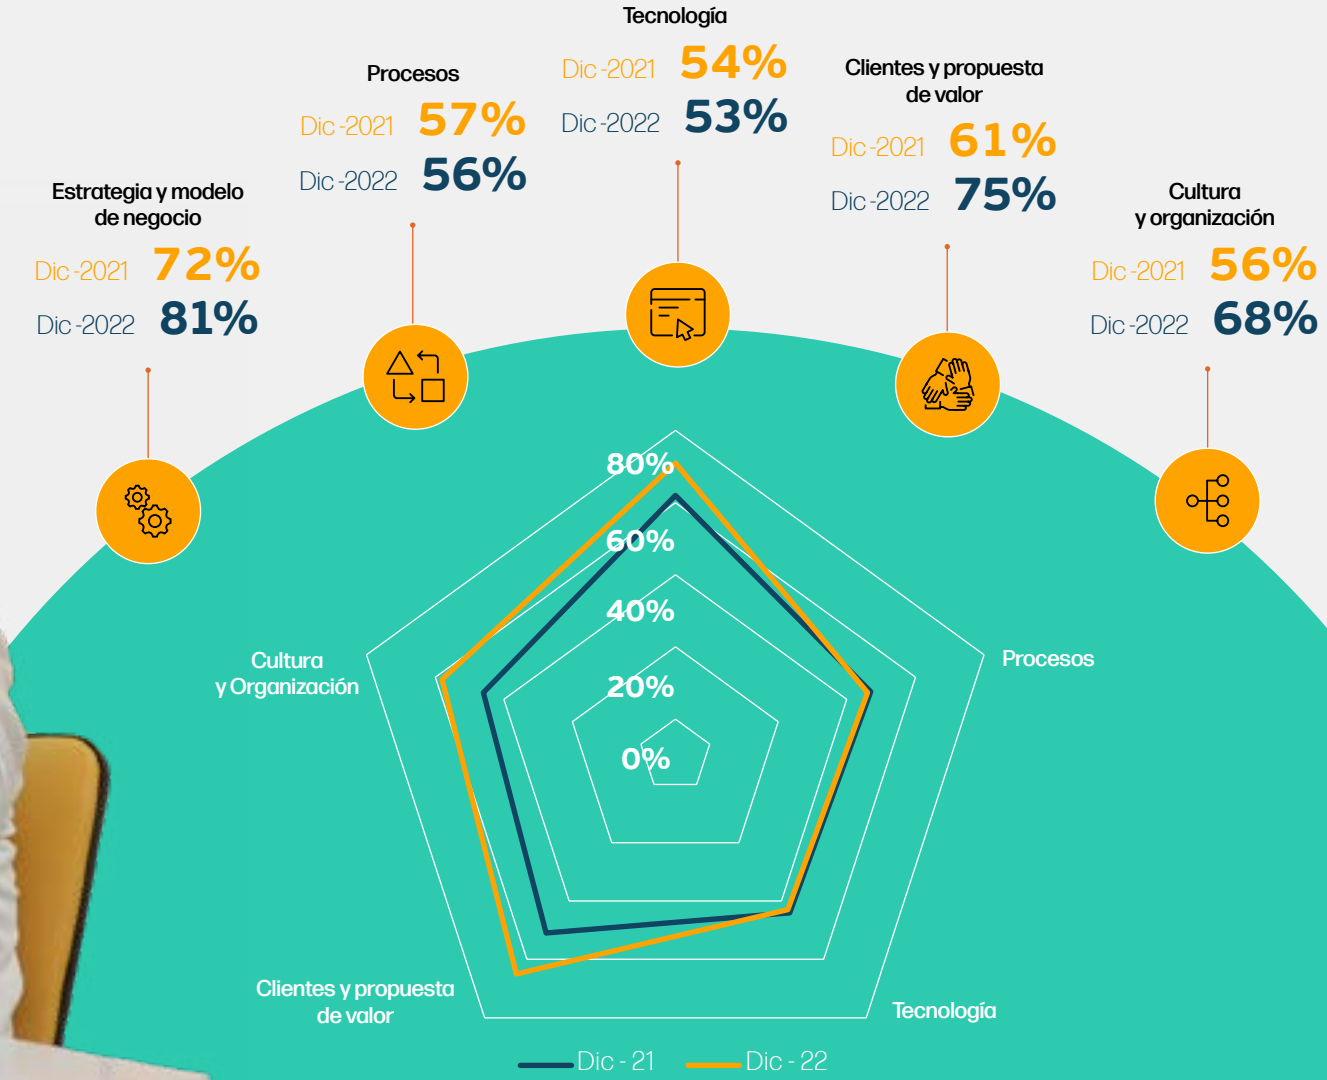 Tecnología
Dic-2021 54%
Dic-2022 53%
Procesos
Dic-2021 57%
Dic-2022 56%
Clientes y propuesta
de valor
Dic-2021 61%
Dic-2022 75%
Estrategia y modelo
de negocio
Dic-2021 72%
Dic-2022 81%
Cultura
y organización
Dic-2021 56%
Dic-2022 68%
80%
60%
40%
20%
0%
Cultura
y Organización
Procesos
Clientes y propuesta
de valor
Tecnología
Dic - 21
Dic - 22